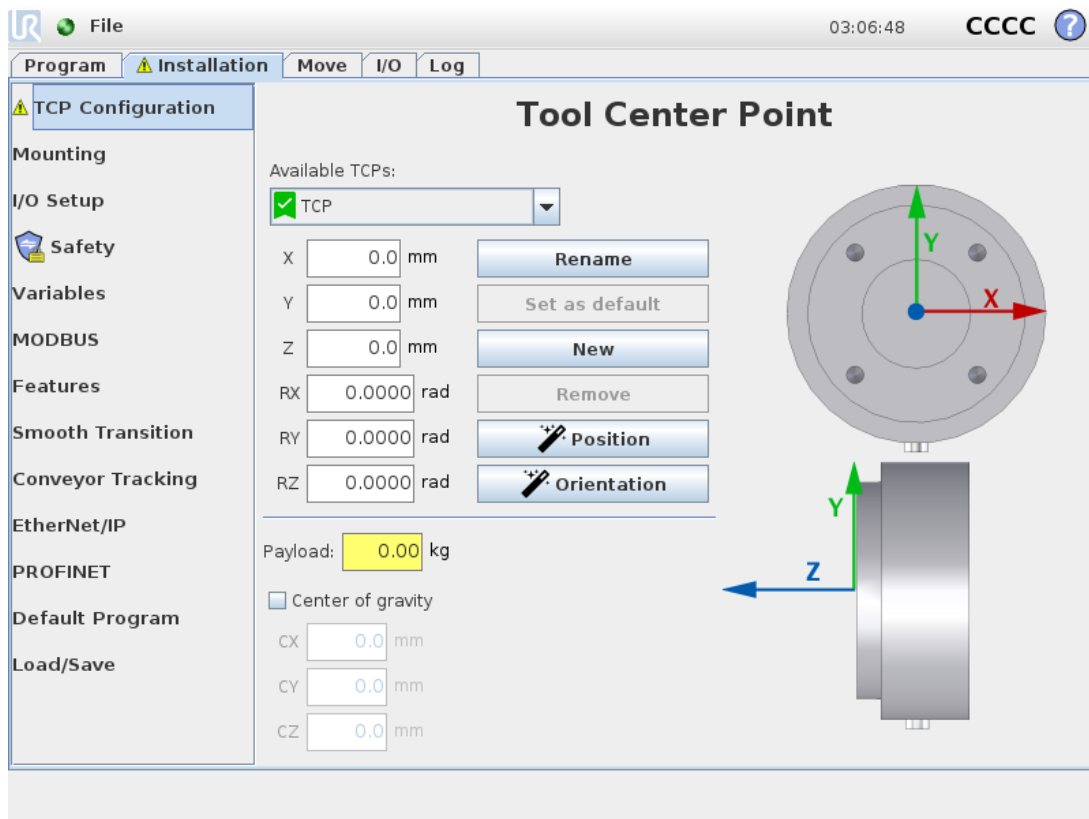 UR File 03:06:48 CCCC ?
Program Installation Move I/O Log
TCP Configuration
Mounting
I/O Setup
Safety
Variables
MODBUS
Features
Smooth Transition
Conveyor Tracking
EtherNet/IP
PROFINET
Default Program
Load/Save
Tool Center Point
Available TCPs:
TCP
X 0.0 mm Rename
Y 0.0 mm Set as default
Z 0.0 mm New
RX 0.0000 rad Remove
RY 0.0000 rad Position
RZ 0.0000 rad Orientation
Payload: 0.00 kg
Center of gravity
CX 0.0 mm
CY 0.0 mm
CZ 0.0 mm
Y
X
Y
Z